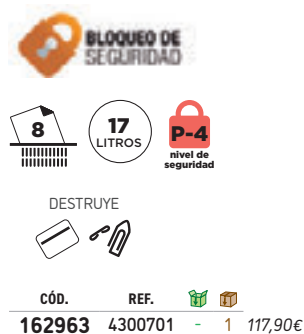 BLOQUEO DE
SEGURIDAD
8
17
LITROS
P-4
nivel de
seguridad
DESTRUYE
CÓD. REF.
162963 4300701 - 1 117,90€